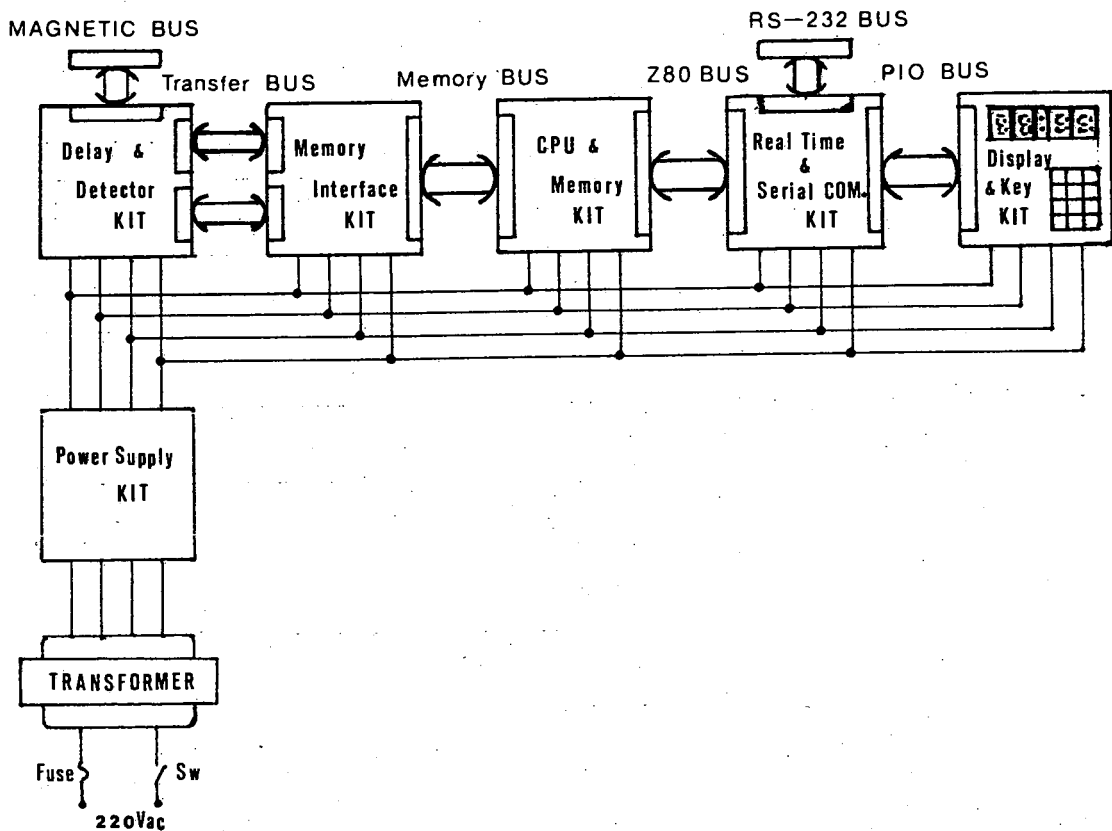 MAGNETIC BUS
RS-232 BUS
Transfer BUS
Memory BUS
Z80 BUS
PIO BUS
Delay &
Detector
KIT
Memory
Interface
KIT
CPU &
Memory
KIT
Real Time
&
Serial COM.
KIT
Display
& Key
KIT
Power Supply
KIT
TRANSFORMER
Fuse
Sw
220Vac